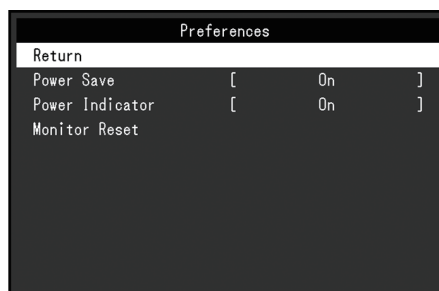 Preferences
Return
Power Save [ On ]
Power Indicator [ On ]
Monitor Reset